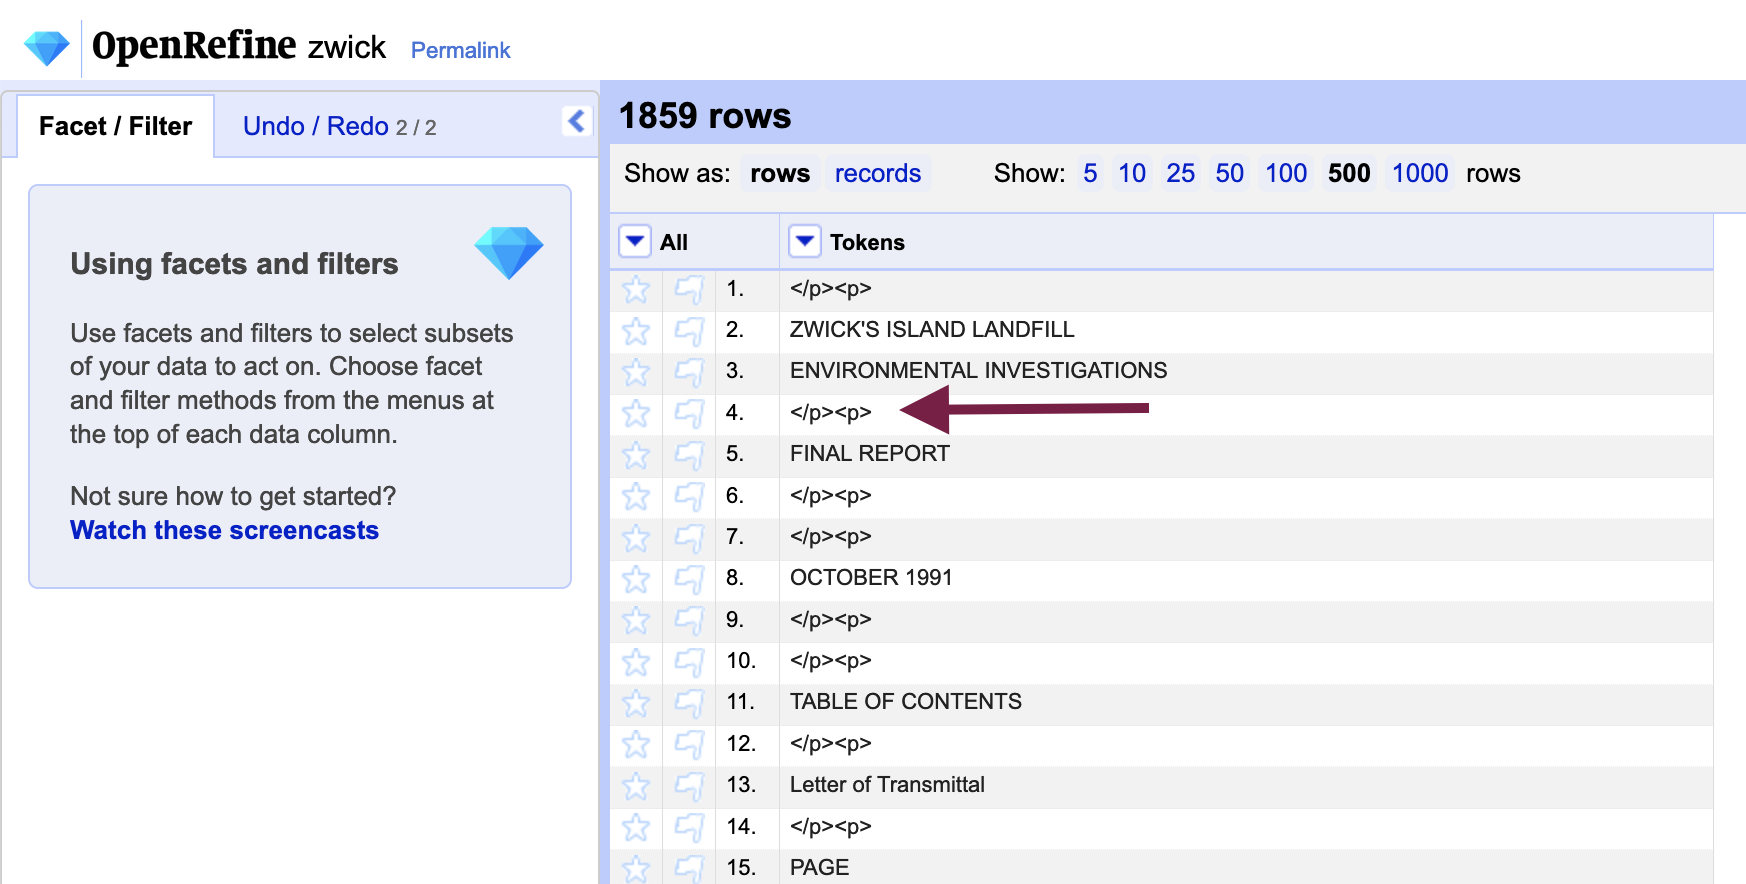 OpenRefine zwick Permalink
Facet / Filter Undo / Redo 2 / 2
Using facets and filters
Use facets and filters to select subsets
of your data to act on. Choose facet
and filter methods from the menus at
the top of each data column.
Not sure how to get started?
Watch these screencasts
1859 rows
Show as: rows records Show: 5 10 25 50 100 500 1000 rows
All Tokens
1. </p><p>
2. ZWICK'S ISLAND LANDFILL
3. ENVIRONMENTAL INVESTIGATIONS
4. </p><p>
5. FINAL REPORT
6. </p><p>
7. </p><p>
8. OCTOBER 1991
9. </p><p>
10. </p><p>
11. TABLE OF CONTENTS
12. </p><p>
13. Letter of Transmittal
14. </p><p>
15. PAGE